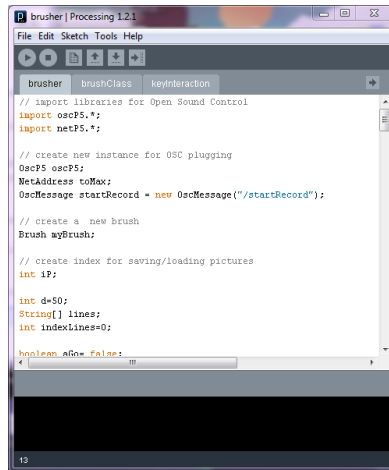 brusher | Processing 1.2.1
File Edit Sketch Tools Help
brusher brushClass keyInteraction
// import libraries for Open Sound Control
import oscP5.*;
import netP5.*;
// create new instance for OSC plugging
OscP5 oscP5;
NetAddress toMax;
OscMessage startRecord = new OscMessage("/startRecord");
// create a  new brush
Brush myBrush;
// create index for saving/loading pictures
int iP;
int d=50;
String[] lines;
int indexLines=0;
boolean aGo= false;
13